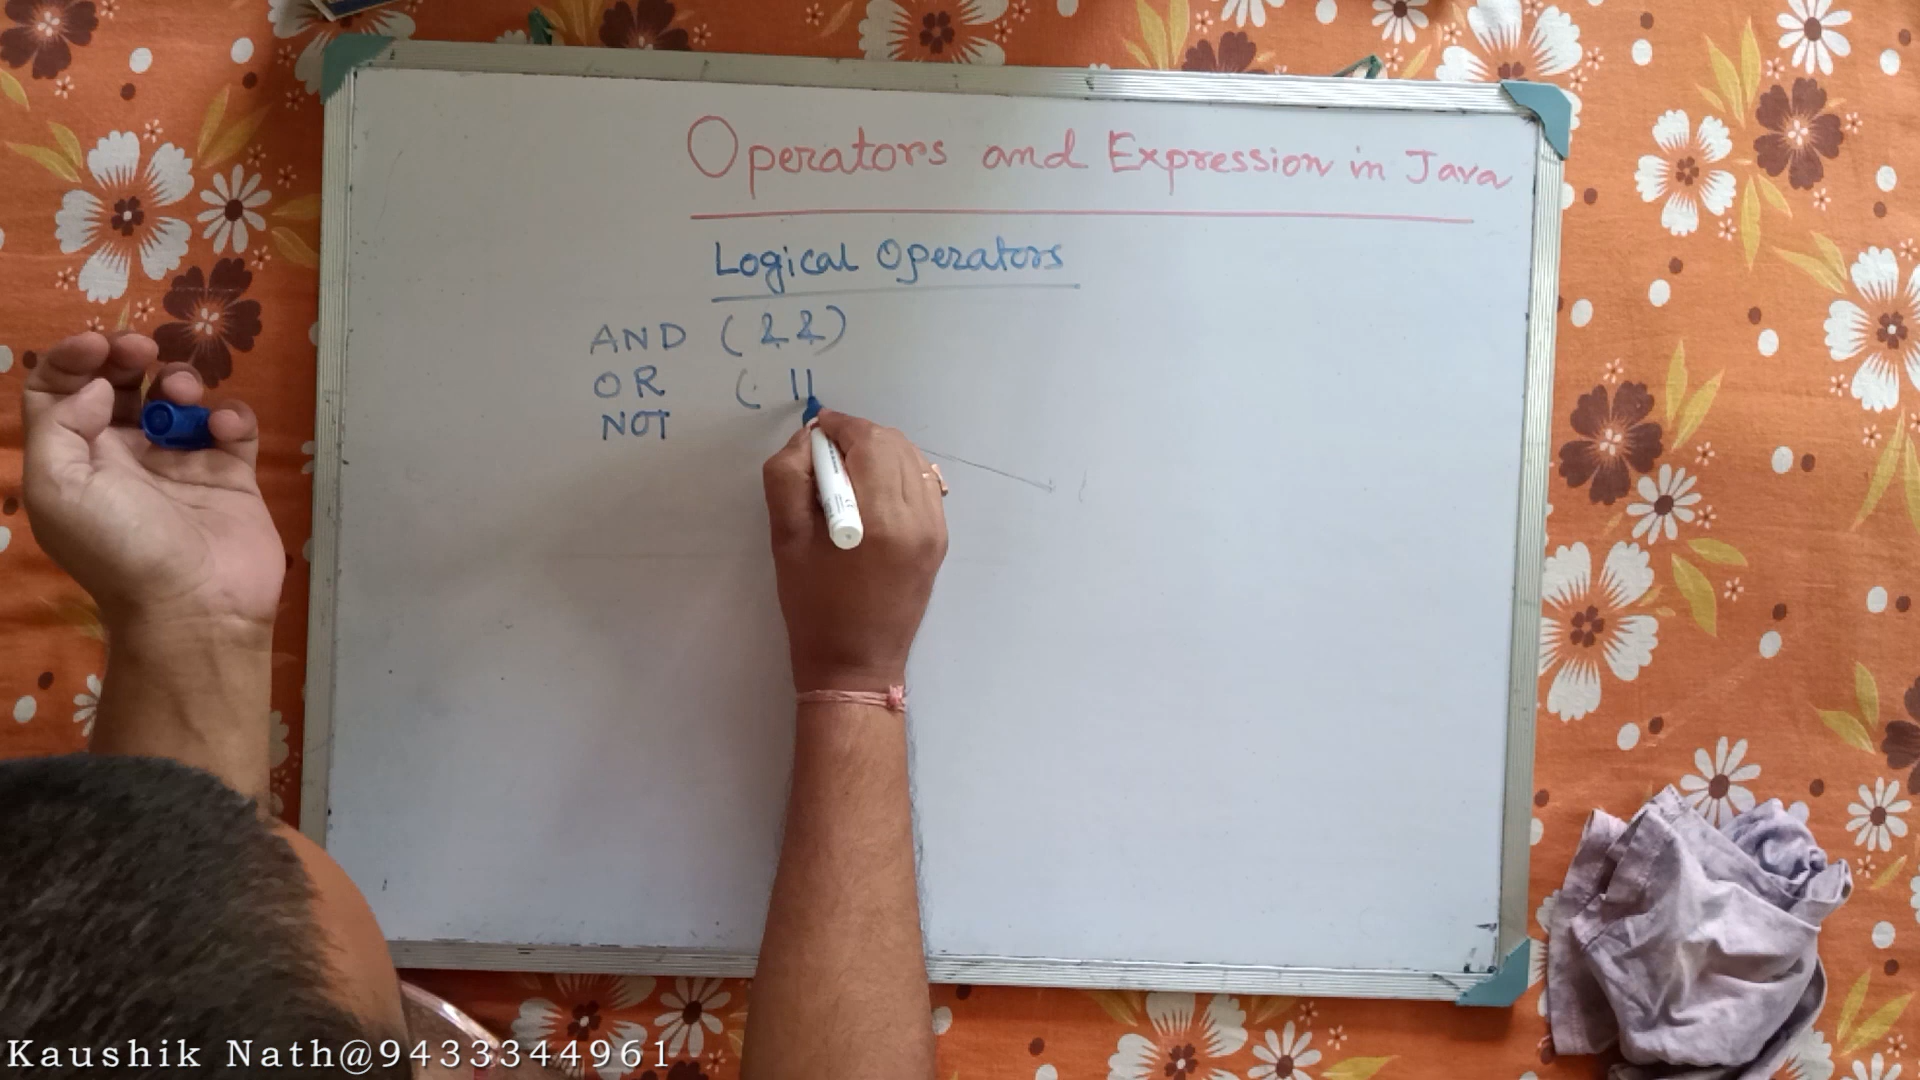 Operators and Expression in Java
Logical Operators
AND (&&)
OR ( ||
NOT
Kaushik Nath@9433344961